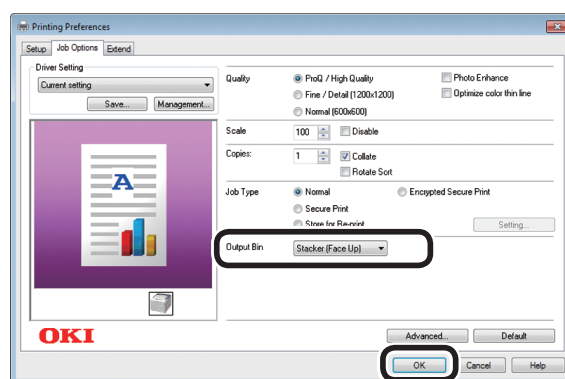 Printing Preferences
Setup Job Options Extend
Driver Setting
Current setting
Save... Management...
A
OKI
Quality ProQ / High Quality Photo Enhance
Fine / Detail (1200x1200) Optimize color thin line
Normal (600x600)
Scale 100 Disable
Copies: 1 Collate
Rotate Sort
Job Type Normal Encrypted Secure Print
Secure Print
Store for Re-print Setting...
Output Bin Stacker (Face Up)
Advanced... Default
OK Cancel Help